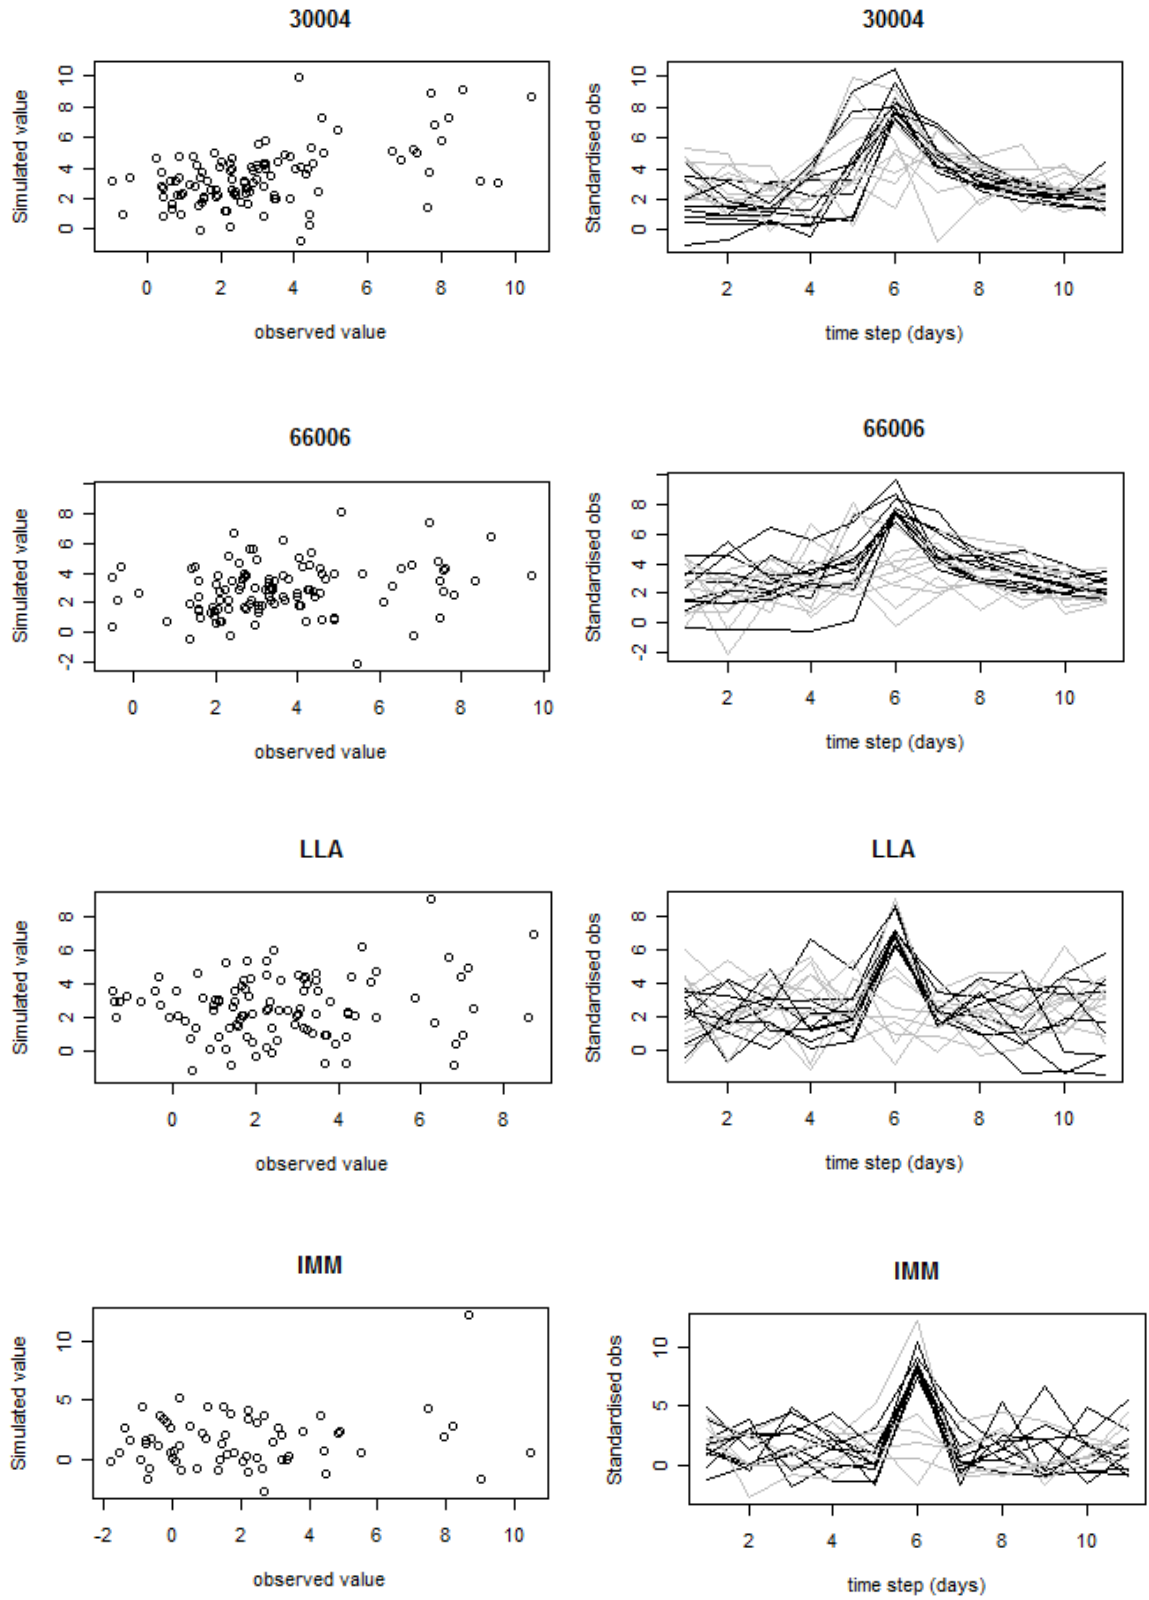 30004
Simulated value
10
8
6
4
2
0
0 2 4 6 8 10
observed value
30004
Standardised obs
10
8
6
4
2
0
2 4 6 8 10
time step (days)
66006
Simulated value
8
6
4
2
0
-2
0 2 4 6 8 10
observed value
66006
Standardised obs
8
6
4
2
0
-2
2 4 6 8 10
time step (days)
LLA
Simulated value
8
6
4
2
0
0 2 4 6 8
observed value
LLA
Standardised obs
8
6
4
2
0
2 4 6 8 10
time step (days)
IMM
Simulated value
10
5
0
-2 0 2 4 6 8 10
observed value
IMM
Standardised obs
10
5
0
2 4 6 8 10
time step (days)